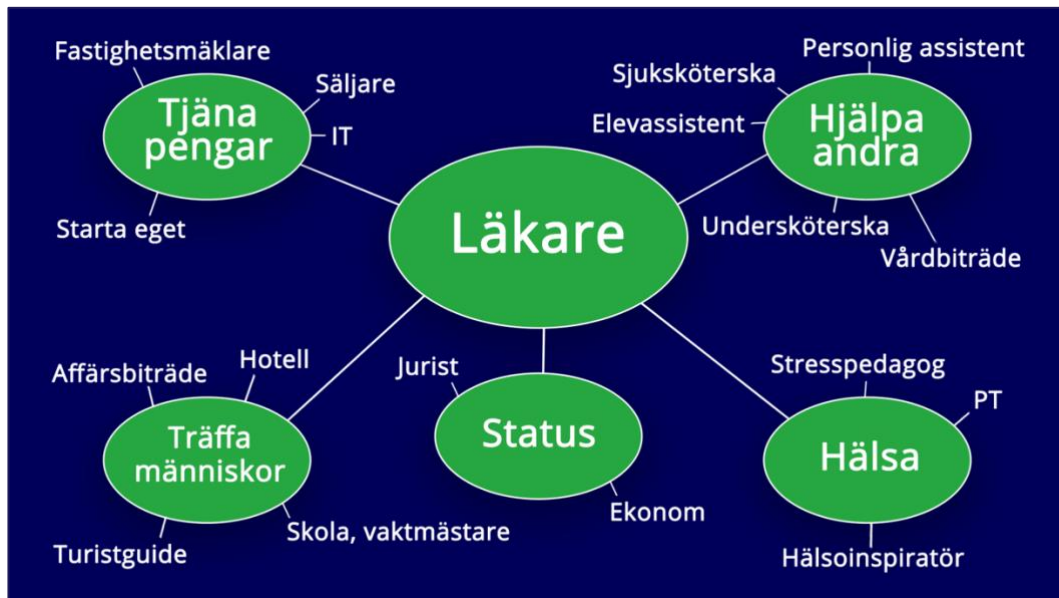 Fastighetsmäklare
Säljare
Tjäna
pengar
IT
Starta eget
Personlig assistent
Sjuksköterska
Elevassistent
Hjälpa
andra
Undersköterska
Vårdbiträde
Läkare
Affärsbiträde
Hotell
Träffa
människor
Turistguide
Skola, vaktmästare
Jurist
Status
Ekonom
Stresspedagog
PT
Hälsa
Hälsoinspiratör